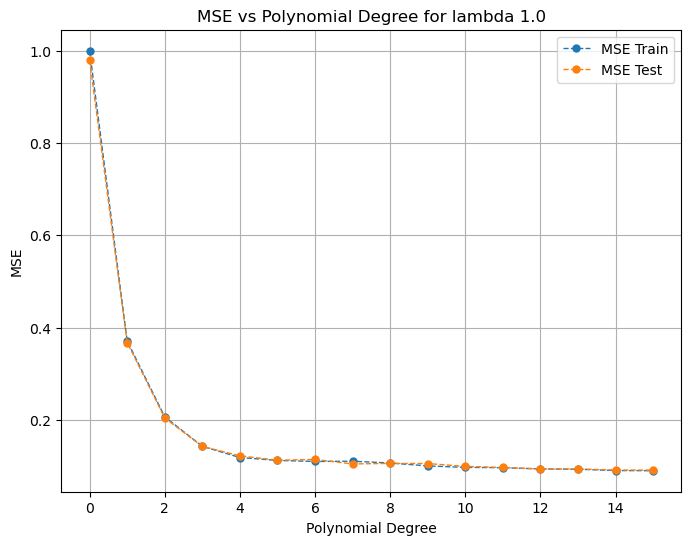 MSE vs Polynomial Degree for lambda 1.0
MSE Train
MSE Test
1.0
0.8
0.6
0.4
0.2
MSE
0 2 4 6 8 10 12 14
Polynomial Degree